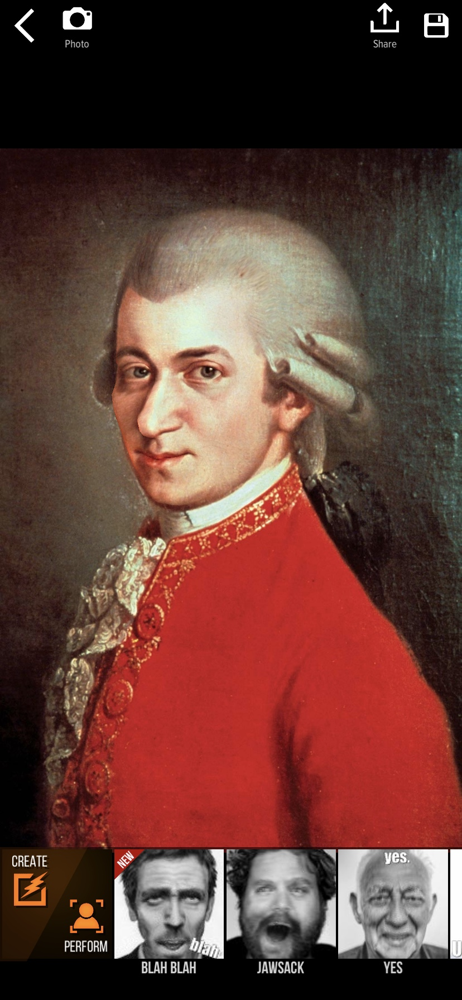 Photo
Share
CREATE
PERFORM
NEW
blah
yes.
U
BLAH BLAH
JAWSACK
YES